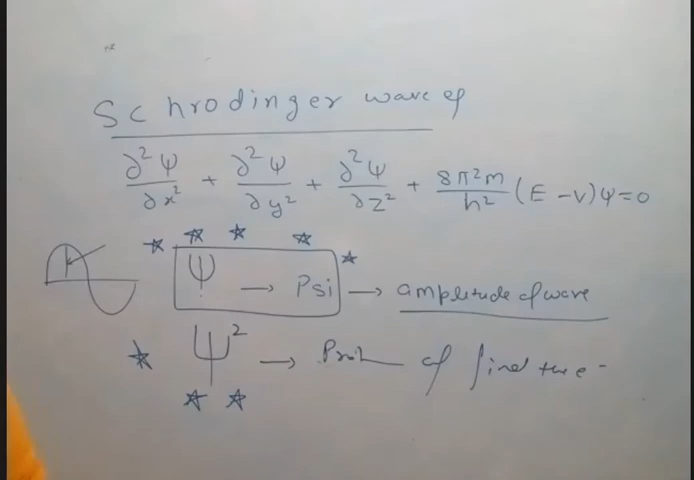 Schrodinger wave eq
∂²Ψ/∂x² + ∂²Ψ/∂y² + ∂²Ψ/∂z² + 8π²m/h² (E - V)Ψ = 0
Ψ → Psi → amplitude of wave
Ψ² → Prob of find the e-